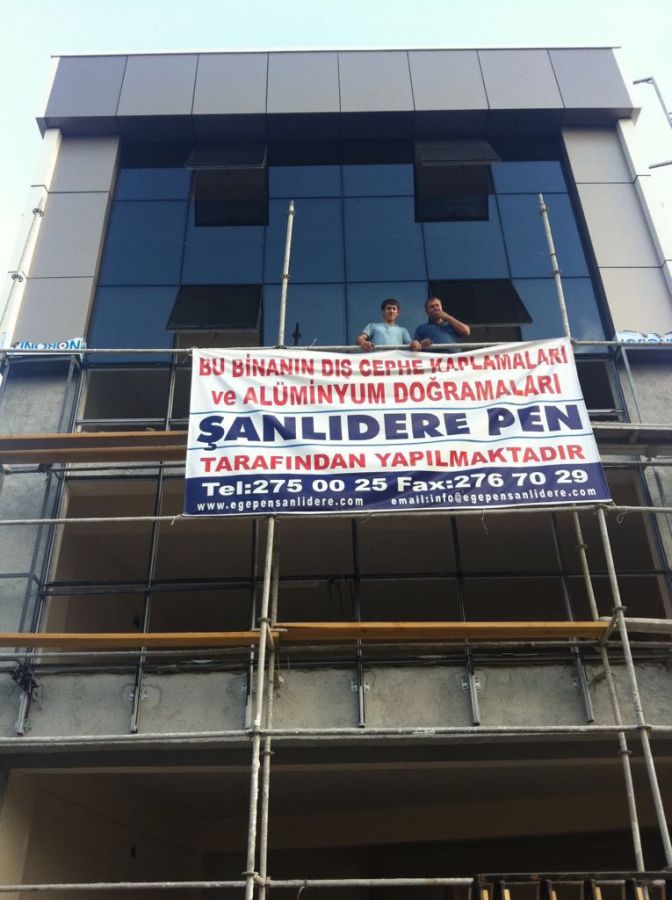 BU BİNANIN DIŞ CEPHE KAPLAMALARI
ve ALÜMİNYUM DOĞRAMALARI
ŞANLIDERE PEN
TARAFINDAN YAPILMAKTADIR
Tel:275 00 25 Fax:276 70 29
www.egepensanlidere.com email:info@egepensanlidere.com